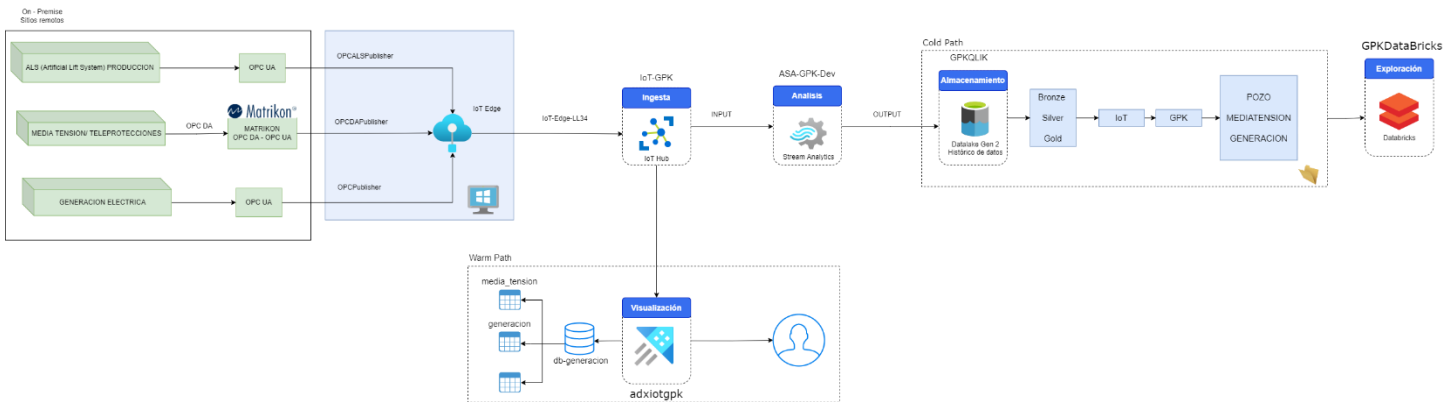 On - Premise
Sitios remotas
ALS (Artificial Lift System) PRODUCCION
OPC UA
MEDIA TENSION/ TELEPROTECCIONES
OPC DA
Matrikon
MATRIKON
OPC DA - OPC UA
GENERACION ELECTRICA
OPC UA
OPCALSPublisher
OPCDAPublisher
OPCPublisher
IoT Edge
IoT-Edge-LL34
IoT-GPK
Ingesta
IoT Hub
INPUT
ASA-GPK-Dev
Analisis
Stream Analytics
OUTPUT
Cold Path
GPKQLIK
Almacenamiento
Datalake Gen 2
Histórico de datos
Bronze
Silver
Gold
IoT
GPK
POZO
MEDIATENSION
GENERACION
GPKDataBricks
Exploración
Databricks
Warm Path
media_tension
generacion
db-generacion
Visualización
adxiotgpk